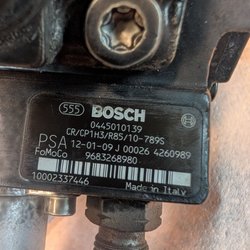 555 BOSCH
0445010139
CR/CP1H3/R85/10-789S
PSA 12-01-09 J 00026 4260989
FoMoCo 9683268980
10002337446 Made in Italy